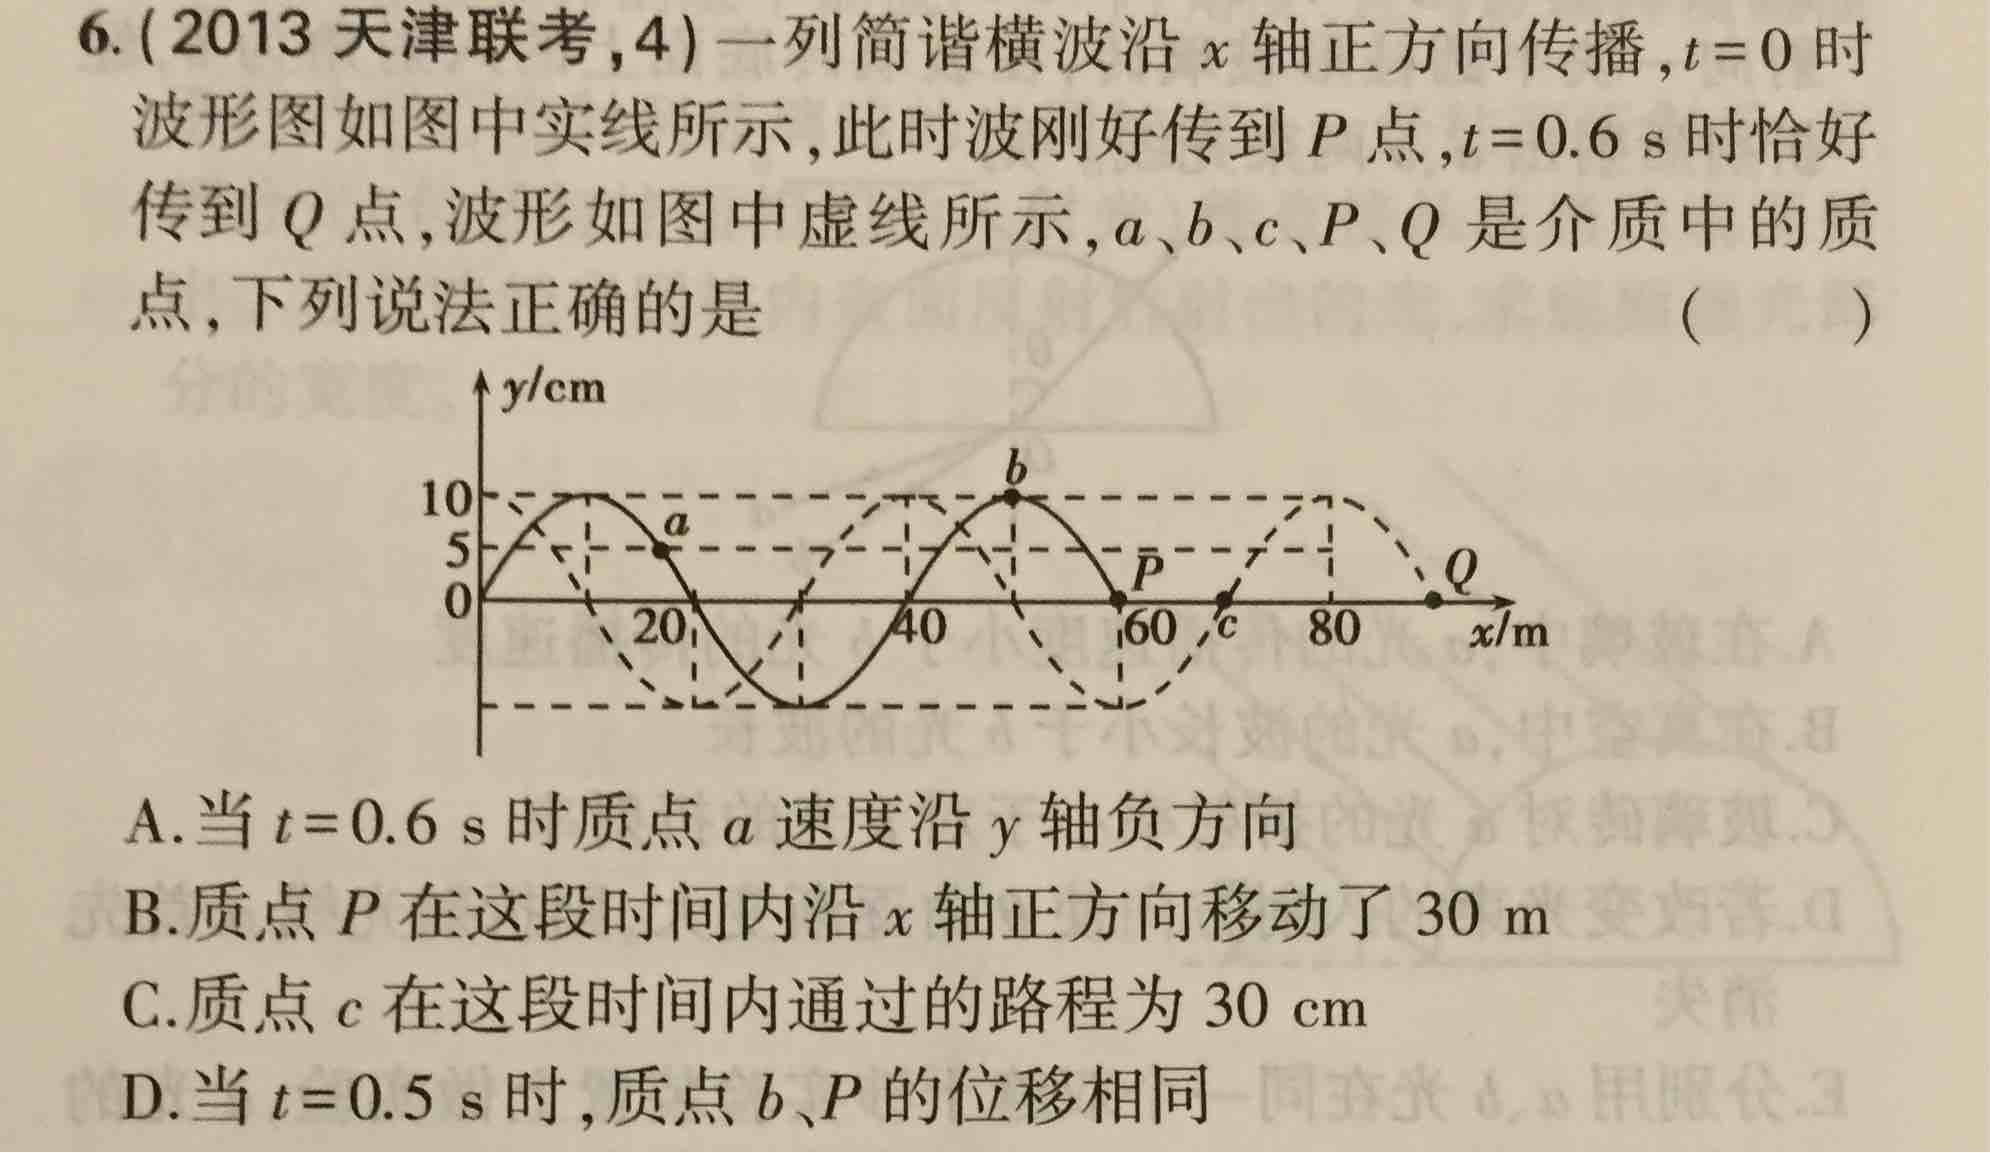 6.(2013天津联考,4)一列简谐横波沿 x 轴正方向传播,t=0 时
波形图如图中实线所示,此时波刚好传到 P 点,t=0.6 s 时恰好
传到 Q 点,波形如图中虚线所示,a、b、c、P、Q 是介质中的质
点,下列说法正确的是 (　　)
y/cm
b
10
a
5
P
Q
0
20
40
60
c
80
x/m
A.当 t=0.6 s 时质点 a 速度沿 y 轴负方向
B.质点 P 在这段时间内沿 x 轴正方向移动了 30 m
C.质点 c 在这段时间内通过的路程为 30 cm
D.当 t=0.5 s 时,质点 b、P 的位移相同